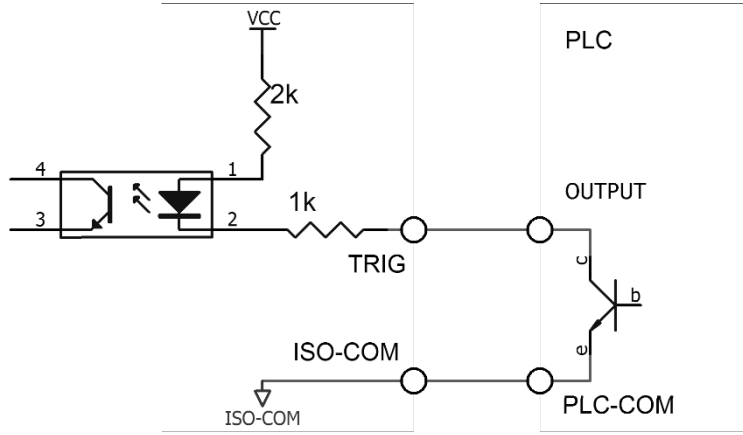 VCC
PLC
2k
4
1
3
2
1k
OUTPUT
TRIG
c
b
e
ISO-COM
ISO-COM
PLC-COM